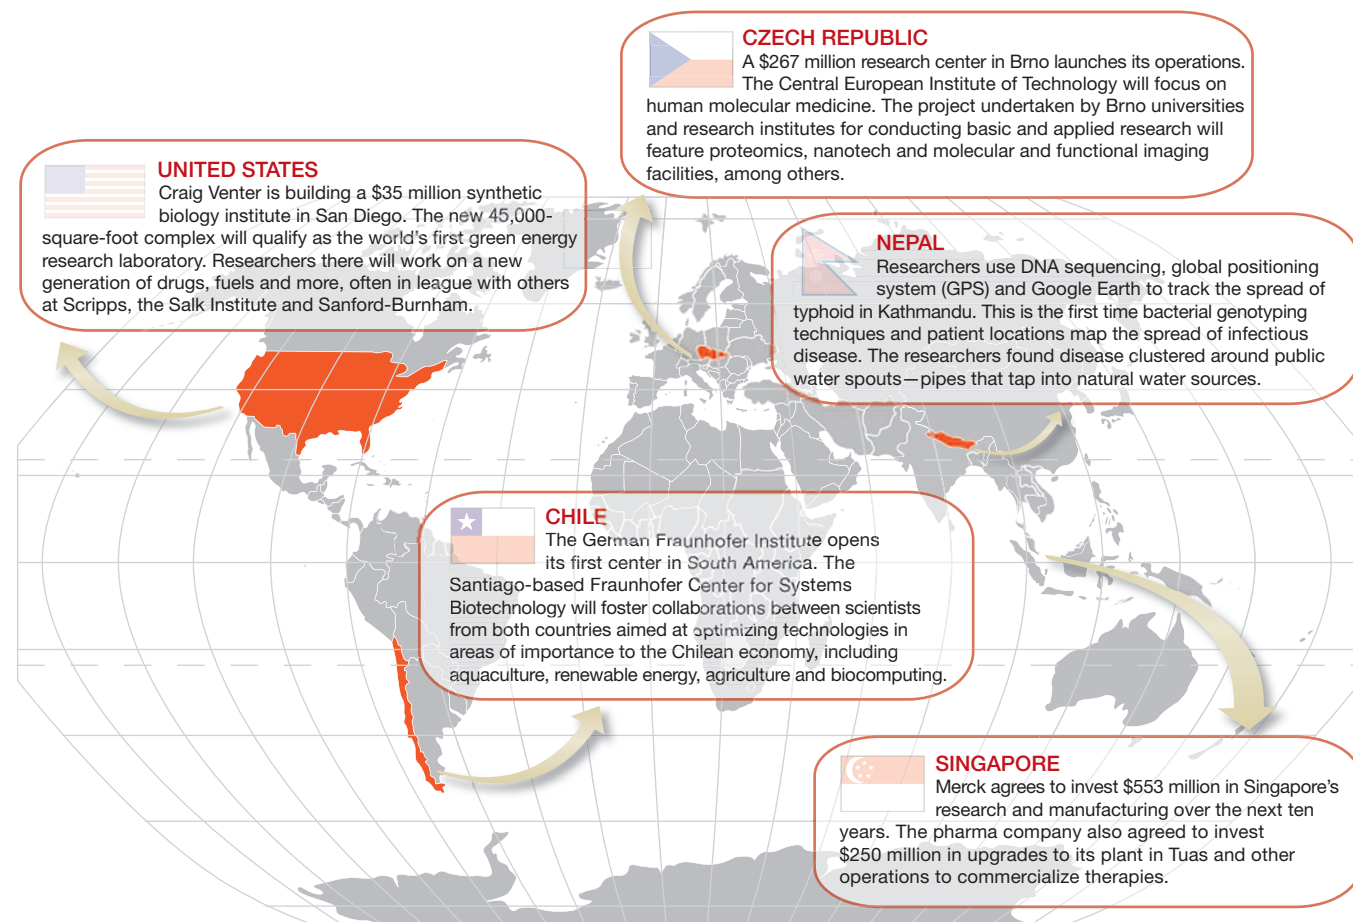 CZECH REPUBLIC
A $267 million research center in Brno launches its operations.
The Central European Institute of Technology will focus on
human molecular medicine. The project undertaken by Brno universities
and research institutes for conducting basic and applied research will
feature proteomics, nanotech and molecular and functional imaging
facilities, among others.
UNITED STATES
Craig Venter is building a $35 million synthetic
biology institute in San Diego. The new 45,000-
square-foot complex will qualify as the world's first green energy
research laboratory. Researchers there will work on a new
generation of drugs, fuels and more, often in league with others
at Scripps, the Salk Institute and Sanford-Burnham.
NEPAL
Researchers use DNA sequencing, global positioning
system (GPS) and Google Earth to track the spread of
typhoid in Kathmandu. This is the first time bacterial genotyping
techniques and patient locations map the spread of infectious
disease. The researchers found disease clustered around public
water spouts—pipes that tap into natural water sources.
CHILE
The German Fraunhofer Institute opens
its first center in South America. The
Santiago-based Fraunhofer Center for Systems
Biotechnology will foster collaborations between scientists
from both countries aimed at optimizing technologies in
areas of importance to the Chilean economy, including
aquaculture, renewable energy, agriculture and biocomputing.
SINGAPORE
Merck agrees to invest $553 million in Singapore's
research and manufacturing over the next ten
years. The pharma company also agreed to invest
$250 million in upgrades to its plant in Tuas and other
operations to commercialize therapies.